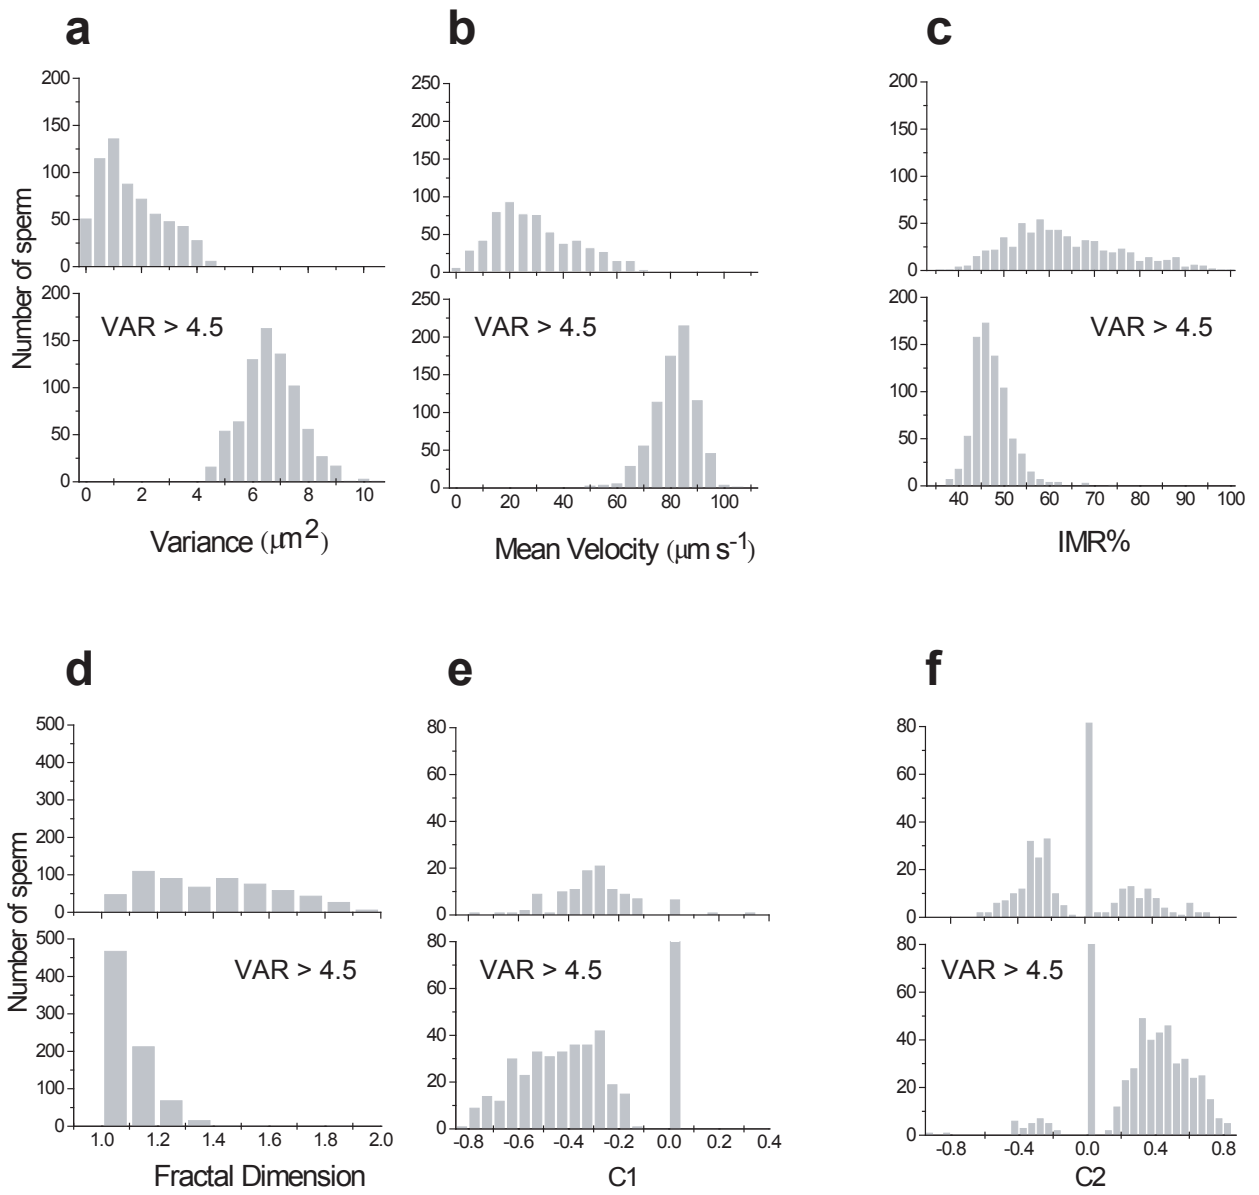 a
b
c
200
150
100
50
0
250
200
150
100
50
0
200
150
100
50
0
Number of sperm
VAR > 4.5
200
150
100
50
0
0 2 4 6 8 10
Variance (μm²)
VAR > 4.5
250
200
150
100
50
0
0 20 40 60 80 100
Mean Velocity (μm s⁻¹)
VAR > 4.5
200
150
100
50
0
40 50 60 70 80 90 100
IMR%
d
e
f
500
400
300
200
100
0
80
60
40
20
0
80
60
40
20
0
Number of sperm
VAR > 4.5
500
400
300
200
100
0
1.0 1.2 1.4 1.6 1.8 2.0
Fractal Dimension
VAR > 4.5
80
60
40
20
0
-0.8 -0.6 -0.4 -0.2 0.0 0.2 0.4
C1
VAR > 4.5
80
60
40
20
0
-0.8 -0.4 0.0 0.4 0.8
C2